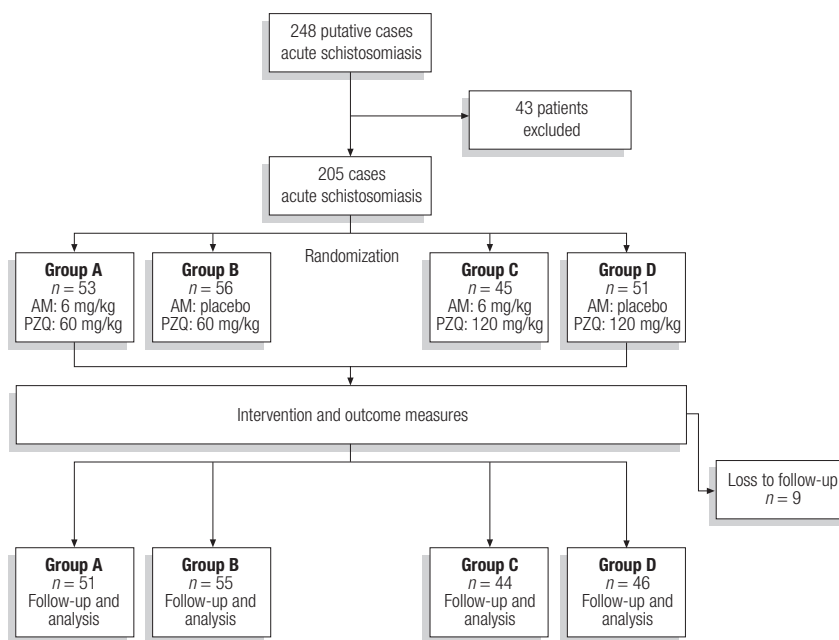 248 putative cases
acute schistosomiasis
43 patients
excluded
205 cases
acute schistosomiasis
Randomization
Group A
n = 53
AM: 6 mg/kg
PZQ: 60 mg/kg
Group B
n = 56
AM: placebo
PZQ: 60 mg/kg
Group C
n = 45
AM: 6 mg/kg
PZQ: 120 mg/kg
Group D
n = 51
AM: placebo
PZQ: 120 mg/kg
Intervention and outcome measures
Loss to follow-up
n = 9
Group A
n = 51
Follow-up and
analysis
Group B
n = 55
Follow-up and
analysis
Group C
n = 44
Follow-up and
analysis
Group D
n = 46
Follow-up and
analysis